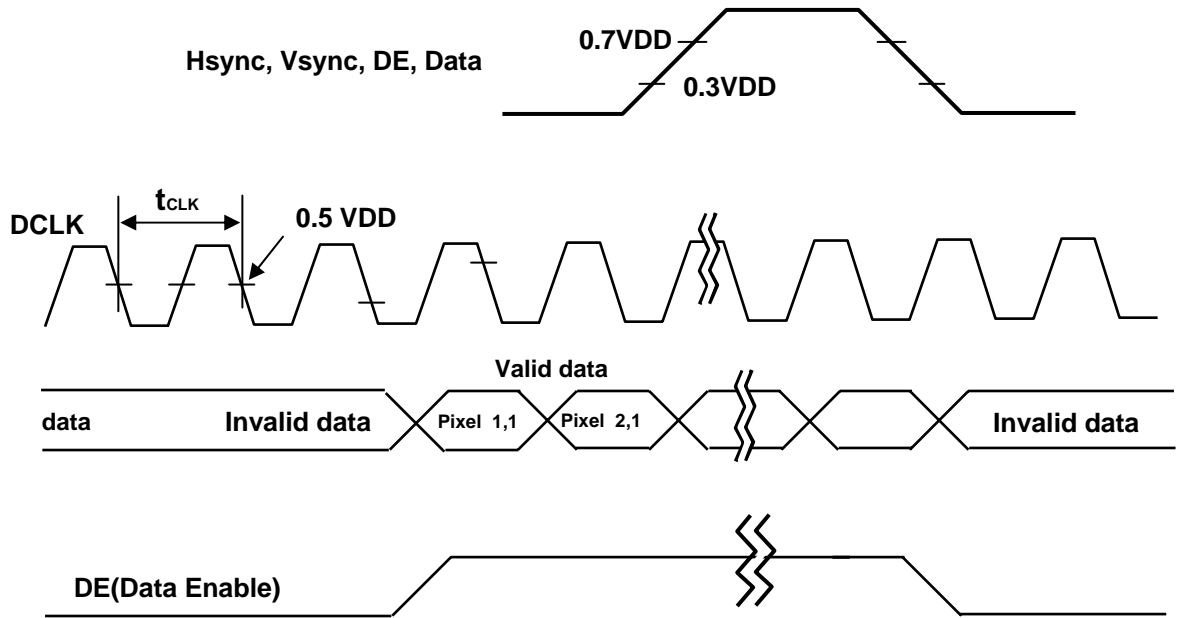 0.7VDD
Hsync, Vsync, DE, Data
0.3VDD
tCLK
0.5 VDD
DCLK
Valid data
data
Invalid data
Pixel 1,1
Pixel 2,1
Invalid data
DE(Data Enable)